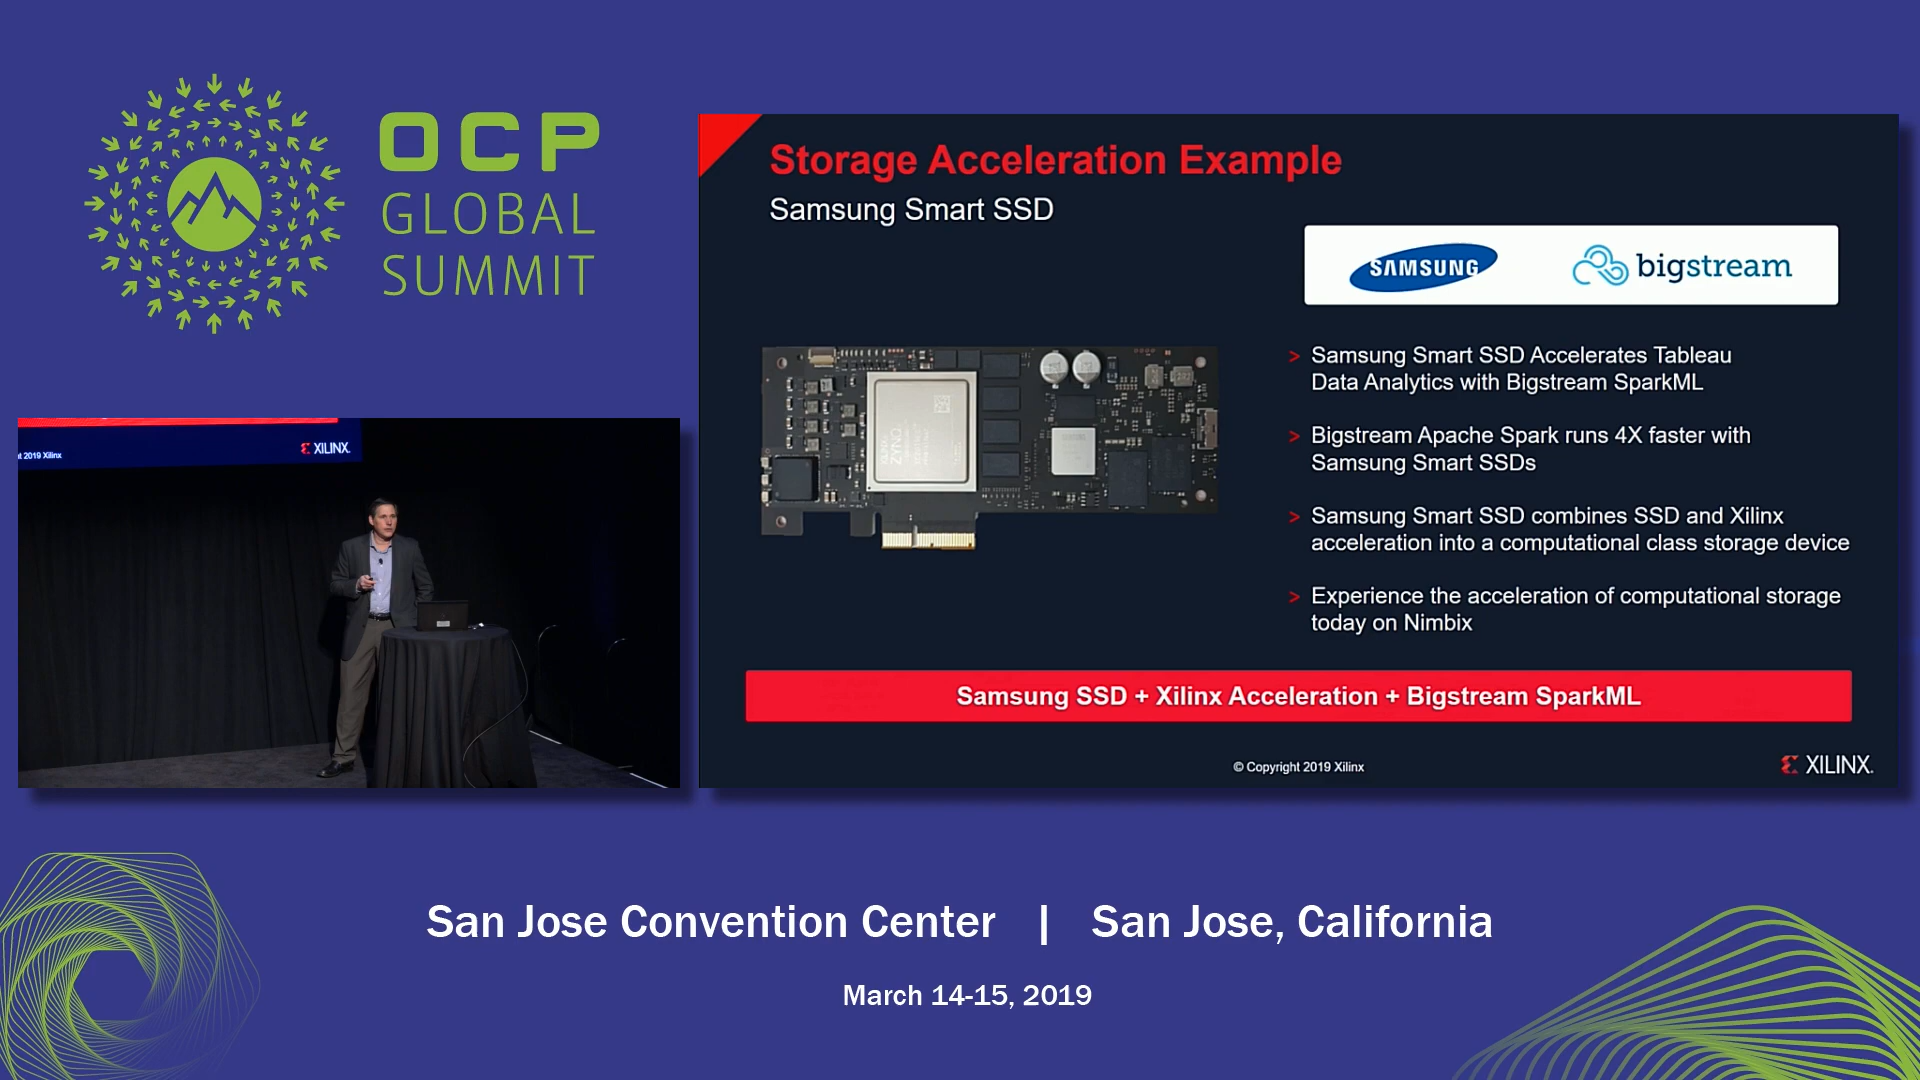 OCP
GLOBAL
SUMMIT
Storage Acceleration Example
Samsung Smart SSD
SAMSUNG
bigstream
> Samsung Smart SSD Accelerates Tableau
Data Analytics with Bigstream SparkML
> Bigstream Apache Spark runs 4X faster with
Samsung Smart SSDs
> Samsung Smart SSD combines SSD and Xilinx
acceleration into a computational class storage device
> Experience the acceleration of computational storage
today on Nimbix
ZYNQ
Samsung SSD + Xilinx Acceleration + Bigstream SparkML
© Copyright 2019 Xilinx
XILINX.
2019 Xilinx
XILINX.
San Jose Convention Center | San Jose, California
March 14-15, 2019